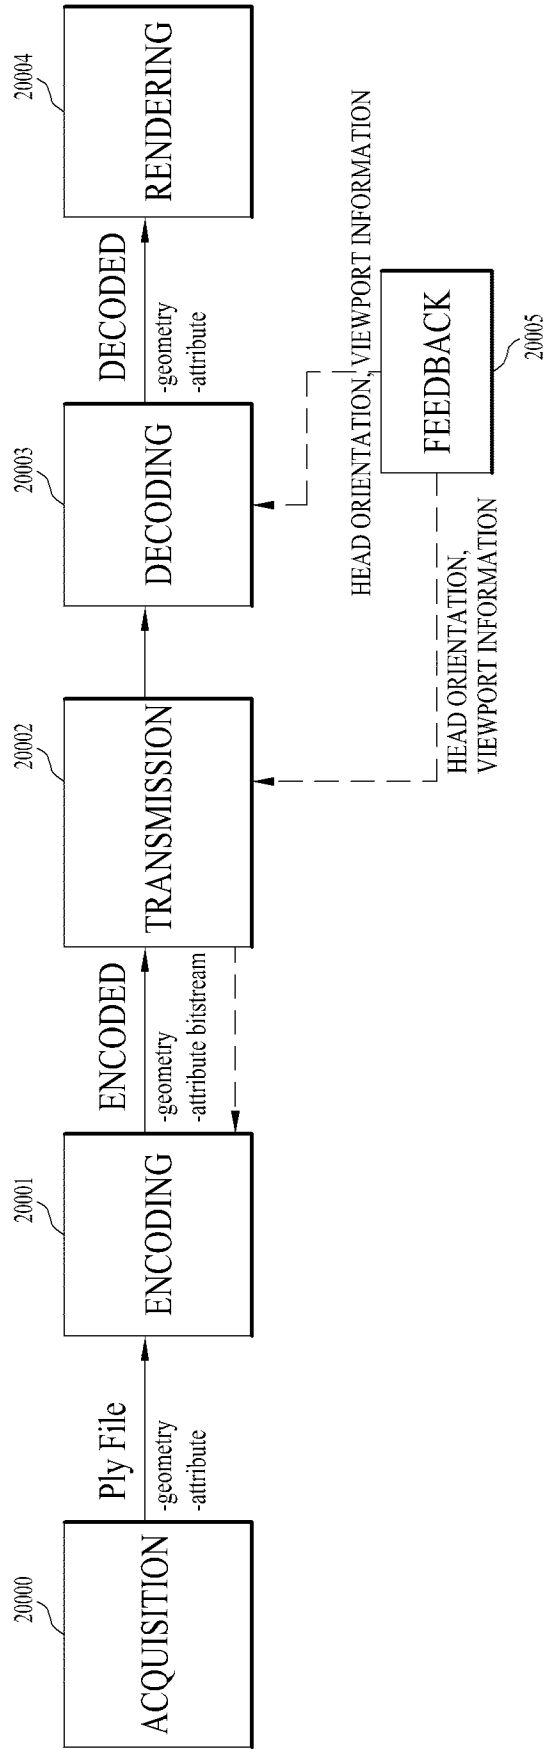 20000
ACQUISITION
Ply File
-geometry
-attribute
20001
ENCODING
ENCODED
-geometry
-attribute bitstream
20002
TRANSMISSION
20003
DECODING
DECODED
-geometry
-attribute
20004
RENDERING
HEAD ORIENTATION, VIEWPORT INFORMATION
FEEDBACK
20005
HEAD ORIENTATION,
VIEWPORT INFORMATION